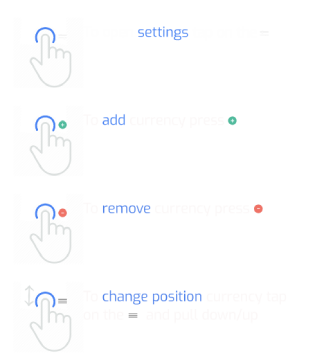 settings
To add currency press
To remove currency press
To change position currency tap
on the = and pull down/up